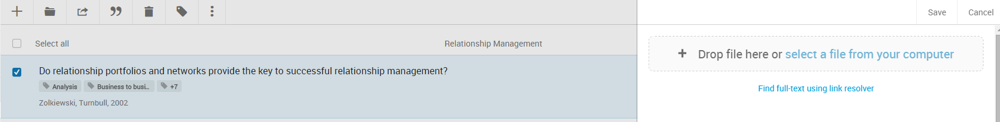 Save Cancel
Select all Relationship Management
Do relationship portfolios and networks provide the key to successful relationship management?
Analysis Business to busi... +7
Zolkiewski, Turnbull, 2002
Drop file here or select a file from your computer
Find full-text using link resolver